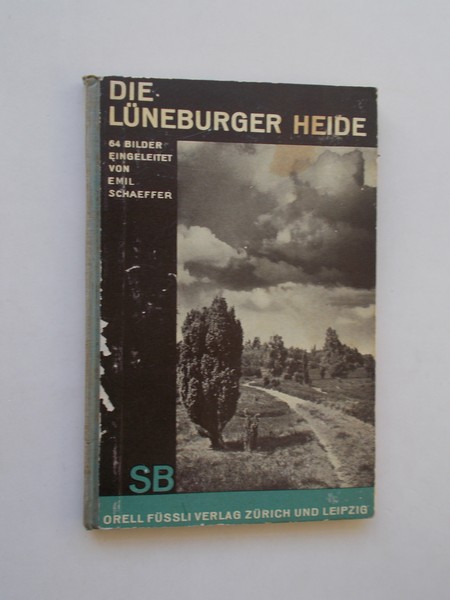 DIE
LÜNEBURGER HEIDE
64 BILDER
EINGELEITET
VON
EMIL
SCHAEFFER
SB
ORELL FÜSSLI VERLAG ZÜRICH UND LEIPZIG